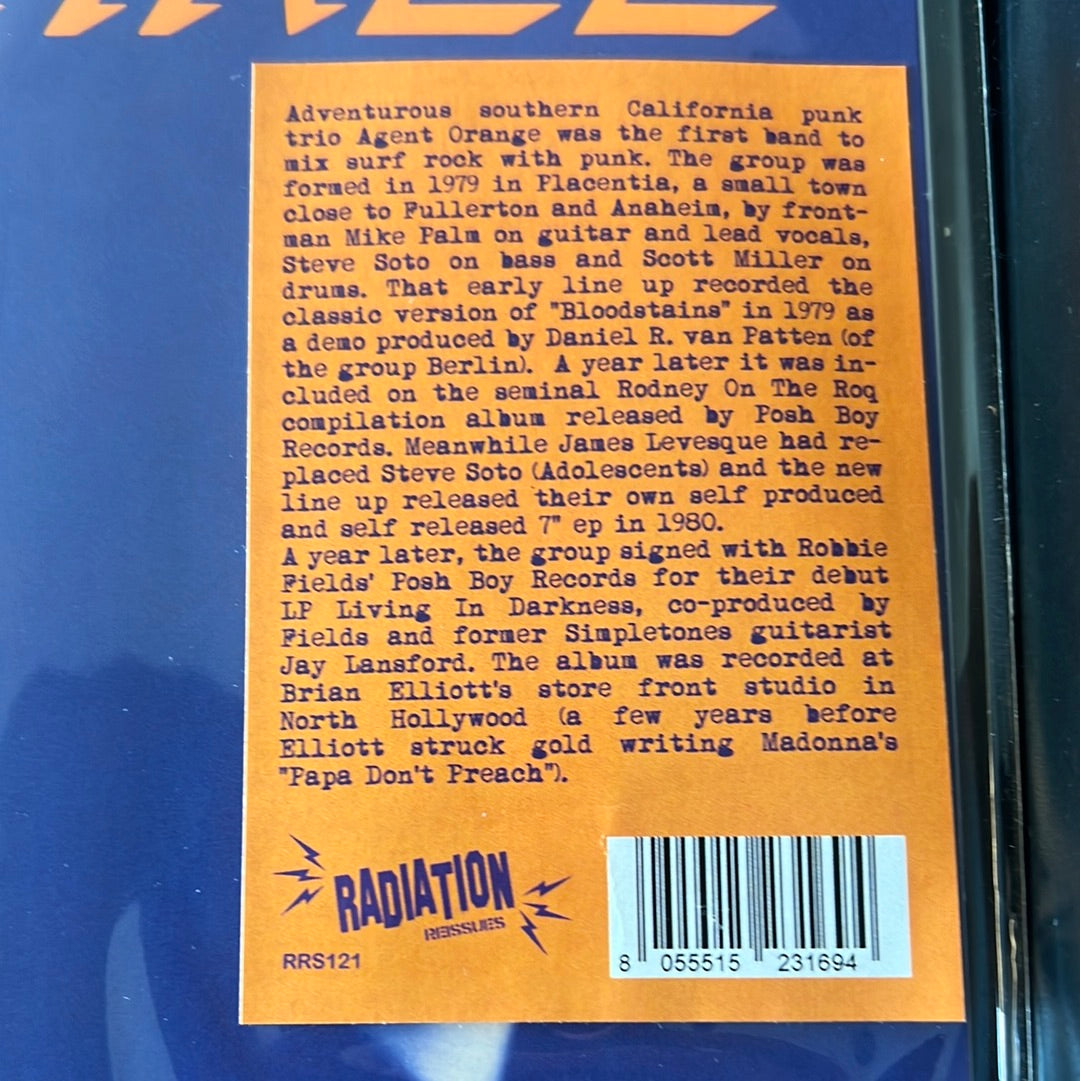 Adventurous southern California punk
trio Agent Orange was the first band to
mix surf rock with punk. The group was
formed in 1979 in Placentia, a small town
close to Fullerton and Anaheim, by front-
man Mike Palm on guitar and lead vocals,
Steve Soto on bass and Scott Miller on
drums. That early line up recorded the
classic version of "Bloodstains" in 1979 as
a demo produced by Daniel R. van Patten (of
the group Berlin). A year later it was in-
cluded on the seminal Rodney On The Roq
compilation album released by Posh Boy
Records. Meanwhile James Levesque had re-
placed Steve Soto (Adolescents) and the new
line up released their own self produced
and self released 7" ep in 1980.
A year later, the group signed with Robbie
Fields' Posh Boy Records for their debut
LP Living In Darkness, co-produced by
Fields and former Simpletones guitarist
Jay Lansford. The album was recorded at
Brian Elliott's store front studio in
North Hollywood (a few years before
Elliott struck gold writing Madonna's
"Papa Don't Preach").
RADIATION
REISSUES
RRS121
8 055515 231694